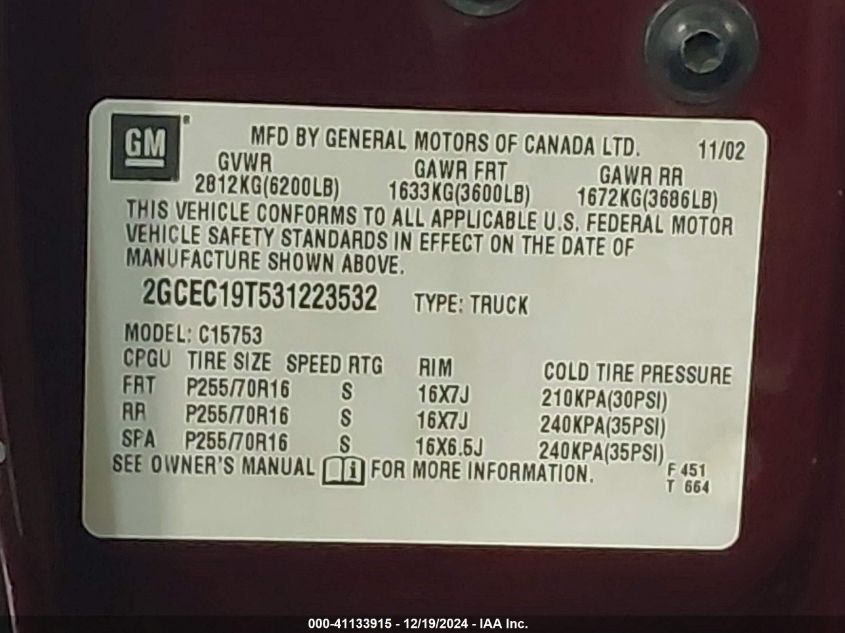 GM ® MFD BY GENERAL MOTORS OF CANADA LTD. 11/02
GVWR GAWR FRT GAWR RR
2812KG(6200LB) 1633KG(3600LB) 1672KG(3686LB)
THIS VEHICLE CONFORMS TO ALL APPLICABLE U.S. FEDERAL MOTOR
VEHICLE SAFETY STANDARDS IN EFFECT ON THE DATE OF
MANUFACTURE SHOWN ABOVE.
2GCEC19T531223532 TYPE: TRUCK
MODEL: C15753
CPGU TIRE SIZE SPEED RTG RIM COLD TIRE PRESSURE
FRT P255/70R16 S 16X7J 210KPA(30PSI)
RR P255/70R16 S 16X7J 240KPA(35PSI)
SPA P255/70R16 S 16X6.5J 240KPA(35PSI)
SEE OWNER'S MANUAL i FOR MORE INFORMATION.
F 451
T 664
000-41133915 - 12/19/2024 - IAA Inc.